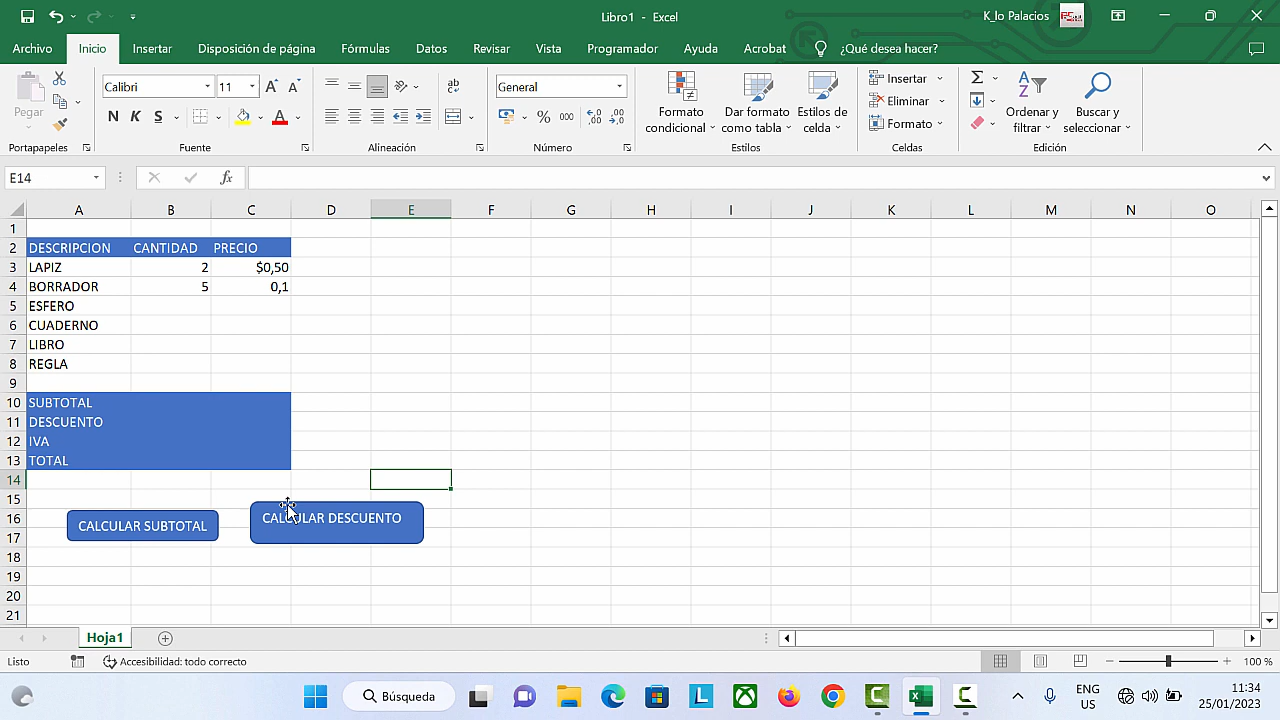 Libro1 - Excel
K_lo Palacios
Archivo Inicio Insertar Disposición de página Fórmulas Datos Revisar Vista Programador Ayuda Acrobat ¿Qué desea hacer?
Pegar
Calibri 11
N K S
General
% 000
Formato condicional
Dar formato como tabla
Estilos de celda
Insertar
Eliminar
Formato
Ordenar y filtrar
Buscar y seleccionar
Portapapeles Fuente Alineación Número Estilos Celdas Edición
E14 fx
A B C D E F G H I J K L M N O
1
2 DESCRIPCION CANTIDAD PRECIO
3 LAPIZ 2 $0,50
4 BORRADOR 5 0,1
5 ESFERO
6 CUADERNO
7 LIBRO
8 REGLA
9
10 SUBTOTAL
11 DESCUENTO
12 IVA
13 TOTAL
14
15
16
17
18
19
20
21
CALCULAR SUBTOTAL
CALCULAR DESCUENTO
Hoja1
Listo Accesibilidad: todo correcto 100 %
Búsqueda
ENG
US
11:34
25/01/2023